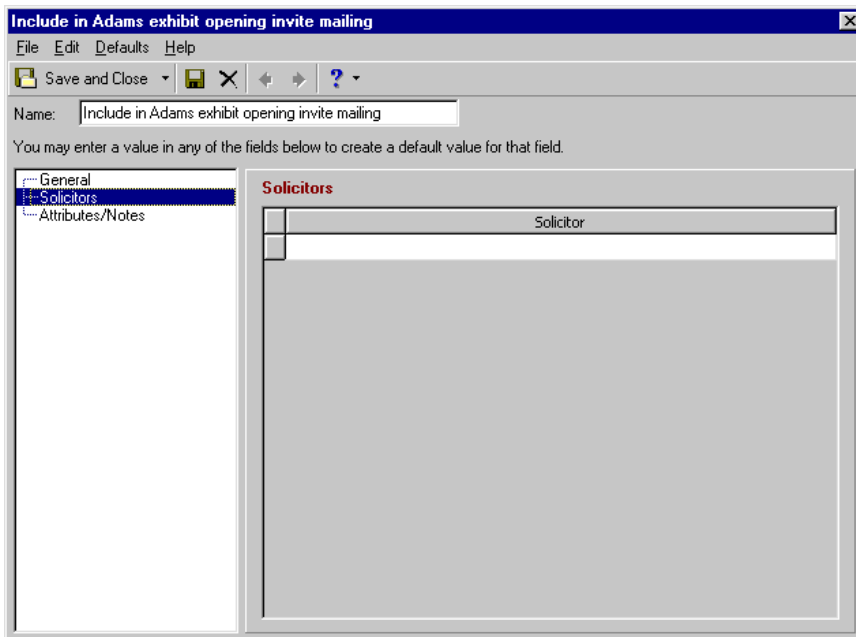 Include in Adams exhibit opening invite mailing
File Edit Defaults Help
Save and Close ?
Name: Include in Adams exhibit opening invite mailing
You may enter a value in any of the fields below to create a default value for that field.
General
Solicitors
Attributes/Notes
Solicitors
Solicitor